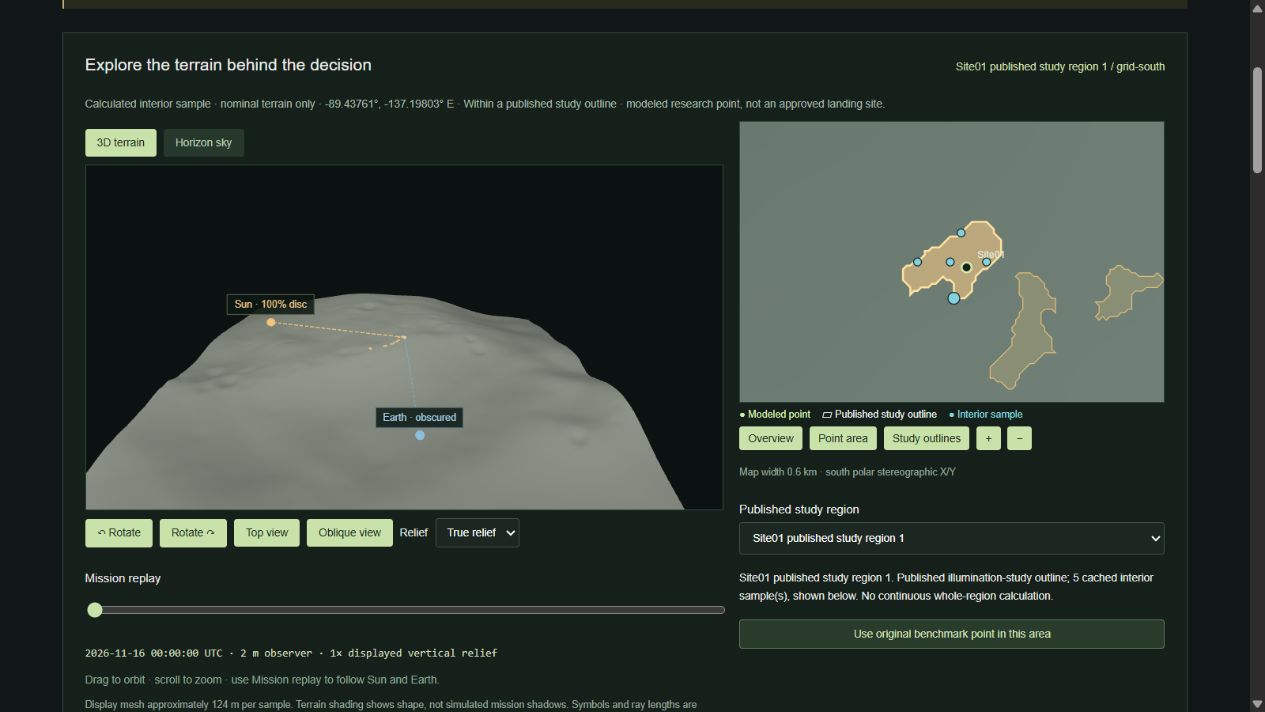 Explore the terrain behind the decision
Site01 published study region 1 / grid-south
Calculated interior sample · nominal terrain only · -89.43761°, -137.19803° E · Within a published study outline · modeled research point, not an approved landing site.
3D terrain
Horizon sky
Sun · 100% disc
Earth · obscured
↶ Rotate
Rotate ↷
Top view
Oblique view
Relief
True relief
Mission replay
2026-11-16 00:00:00 UTC · 2 m observer · 1× displayed vertical relief
Drag to orbit · scroll to zoom · use Mission replay to follow Sun and Earth.
Display mesh approximately 124 m per sample. Terrain shading shows shape, not simulated mission shadows. Symbols and ray lengths are
Site01
Modeled point
Published study outline
Interior sample
Overview
Point area
Study outlines
+
−
Map width 0.6 km · south polar stereographic X/Y
Published study region
Site01 published study region 1
Site01 published study region 1. Published illumination-study outline; 5 cached interior
sample(s), shown below. No continuous whole-region calculation.
Use original benchmark point in this area